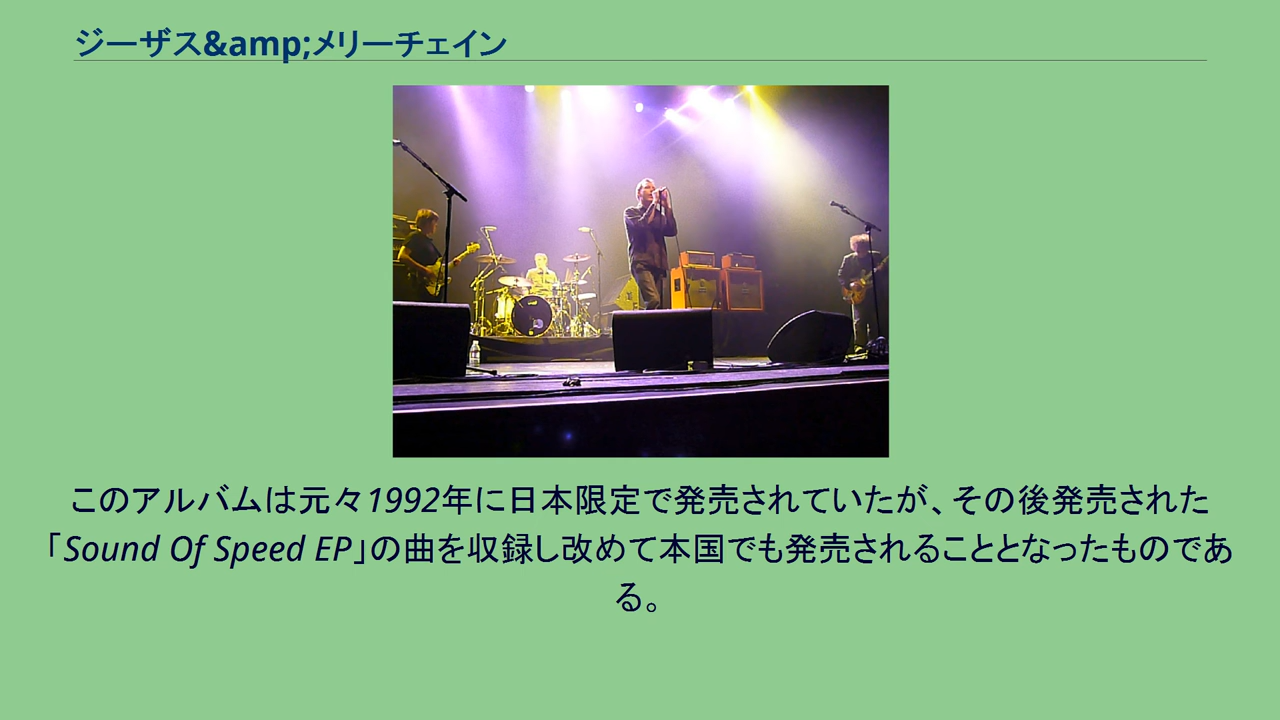 ジーザス&amp;メリーチェイン
このアルバムは元々1992年に日本限定で発売されていたが、その後発売された
「Sound Of Speed EP」の曲を収録し改めて本国でも発売されることとなったものであ
る。